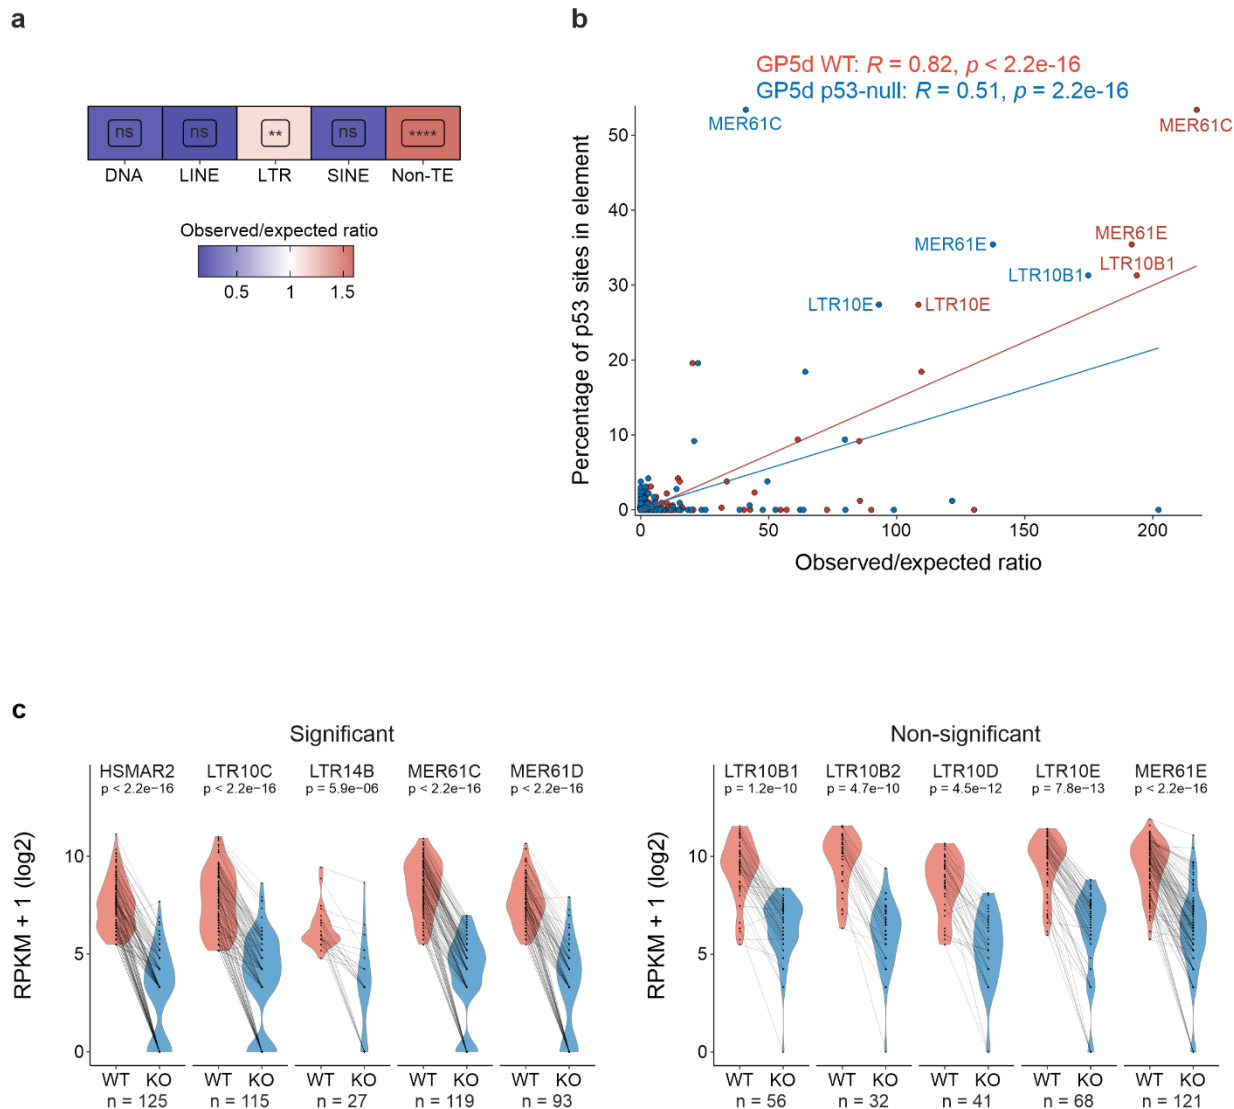 a
ns ns ** ns ****
DNA LINE LTR SINE Non-TE
Observed/expected ratio
0.5 1 1.5
b
GP5d WT: R = 0.82, p < 2.2e-16
GP5d p53-null: R = 0.51, p = 2.2e-16
MER61C MER61C
MER61E MER61E
LTR10B1 LTR10B1
LTR10E LTR10E
Percentage of p53 sites in element
50
40
30
20
10
0
0 50 100 150 200
Observed/expected ratio
c
Significant
HSMAR2 LTR10C LTR14B MER61C MER61D
p < 2.2e−16 p < 2.2e−16 p = 5.9e−06 p < 2.2e−16 p < 2.2e−16
RPKM + 1 (log2)
10
5
0
WT KO WT KO WT KO WT KO WT KO
n = 125 n = 115 n = 27 n = 119 n = 93
Non-significant
LTR10B1 LTR10B2 LTR10D LTR10E MER61E
p = 1.2e−10 p = 4.7e−10 p = 4.5e−12 p = 7.8e−13 p < 2.2e−16
RPKM + 1 (log2)
10
5
0
WT KO WT KO WT KO WT KO WT KO
n = 56 n = 32 n = 41 n = 68 n = 121